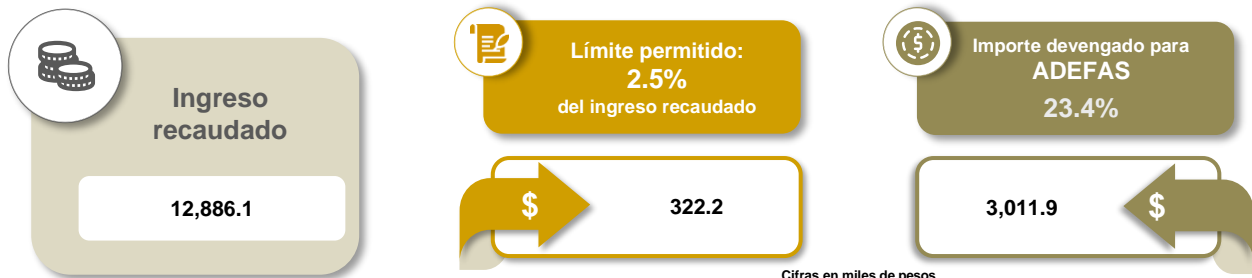 Ingreso
recaudado
12,886.1
Límite permitido:
2.5%
del ingreso recaudado
$
322.2
Importe devengado para
ADEFAS
23.4%
3,011.9
$
Cifras en miles de pesos